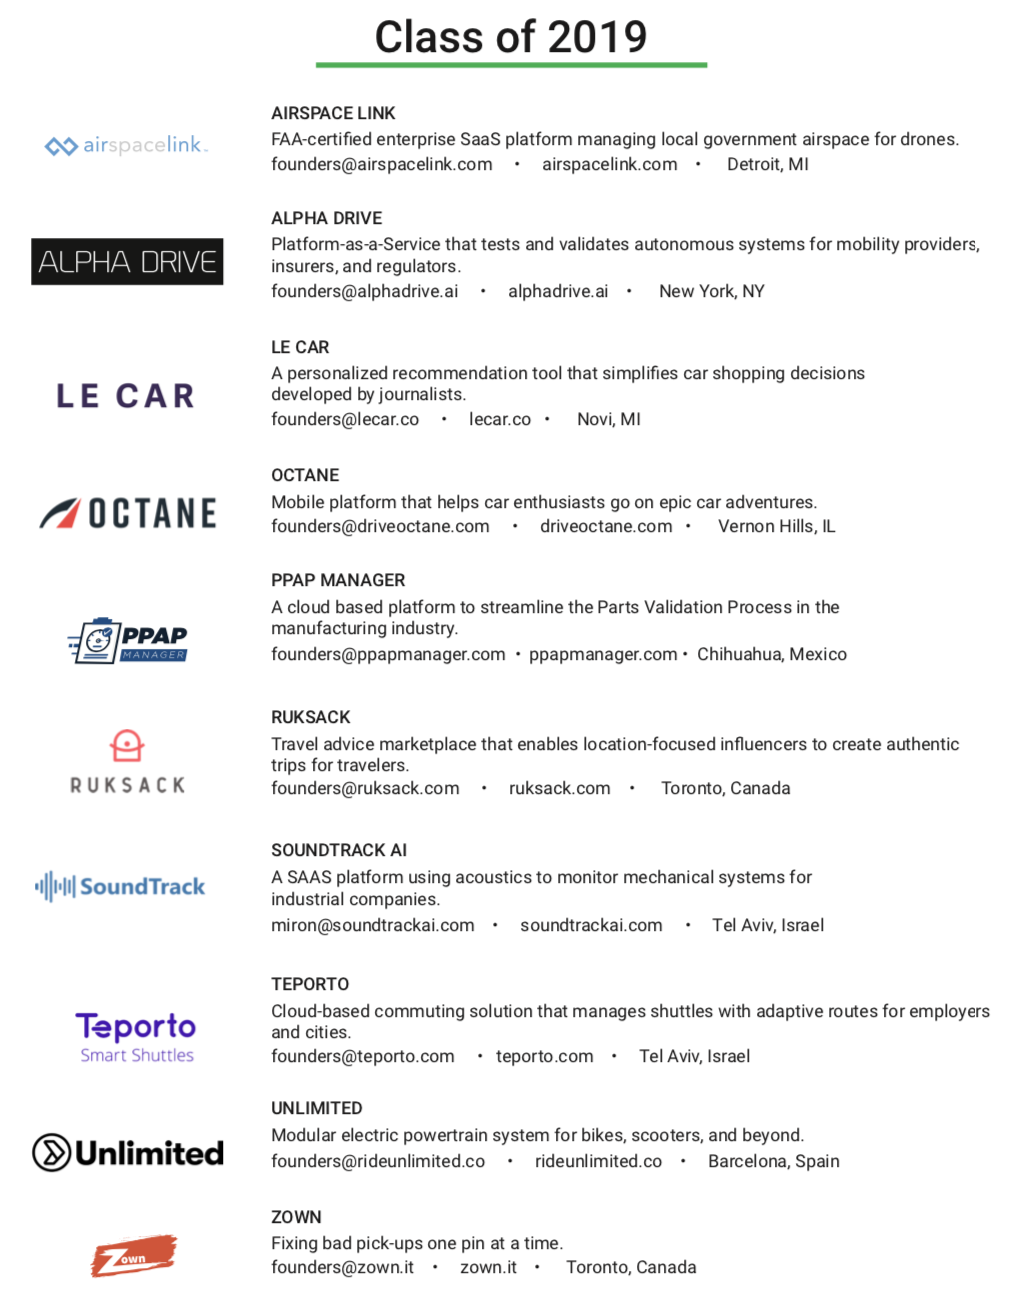 Class of 2019
airspacelink
AIRSPACE LINK
FAA-certified enterprise SaaS platform managing local government airspace for drones.
founders@airspacelink.com • airspacelink.com • Detroit, MI
ALPHA DRIVE
ALPHA DRIVE
Platform-as-a-Service that tests and validates autonomous systems for mobility providers,
insurers, and regulators.
founders@alphadrive.ai • alphadrive.ai • New York, NY
LE CAR
LE CAR
A personalized recommendation tool that simplifies car shopping decisions
developed by journalists.
founders@lecar.co • lecar.co • Novi, MI
OCTANE
OCTANE
Mobile platform that helps car enthusiasts go on epic car adventures.
founders@driveoctane.com • driveoctane.com • Vernon Hills, IL
PPAP
MANAGER
PPAP MANAGER
A cloud based platform to streamline the Parts Validation Process in the
manufacturing industry.
founders@ppapmanager.com • ppapmanager.com • Chihuahua, Mexico
RUKSACK
RUKSACK
Travel advice marketplace that enables location-focused influencers to create authentic
trips for travelers.
founders@ruksack.com • ruksack.com • Toronto, Canada
SoundTrack
SOUNDTRACK AI
A SAAS platform using acoustics to monitor mechanical systems for
industrial companies.
miron@soundtrackai.com • soundtrackai.com • Tel Aviv, Israel
Teporto
Smart Shuttles
TEPORTO
Cloud-based commuting solution that manages shuttles with adaptive routes for employers
and cities.
founders@teporto.com • teporto.com • Tel Aviv, Israel
Unlimited
UNLIMITED
Modular electric powertrain system for bikes, scooters, and beyond.
founders@rideunlimited.co • rideunlimited.co • Barcelona, Spain
Zown
ZOWN
Fixing bad pick-ups one pin at a time.
founders@zown.it • zown.it • Toronto, Canada